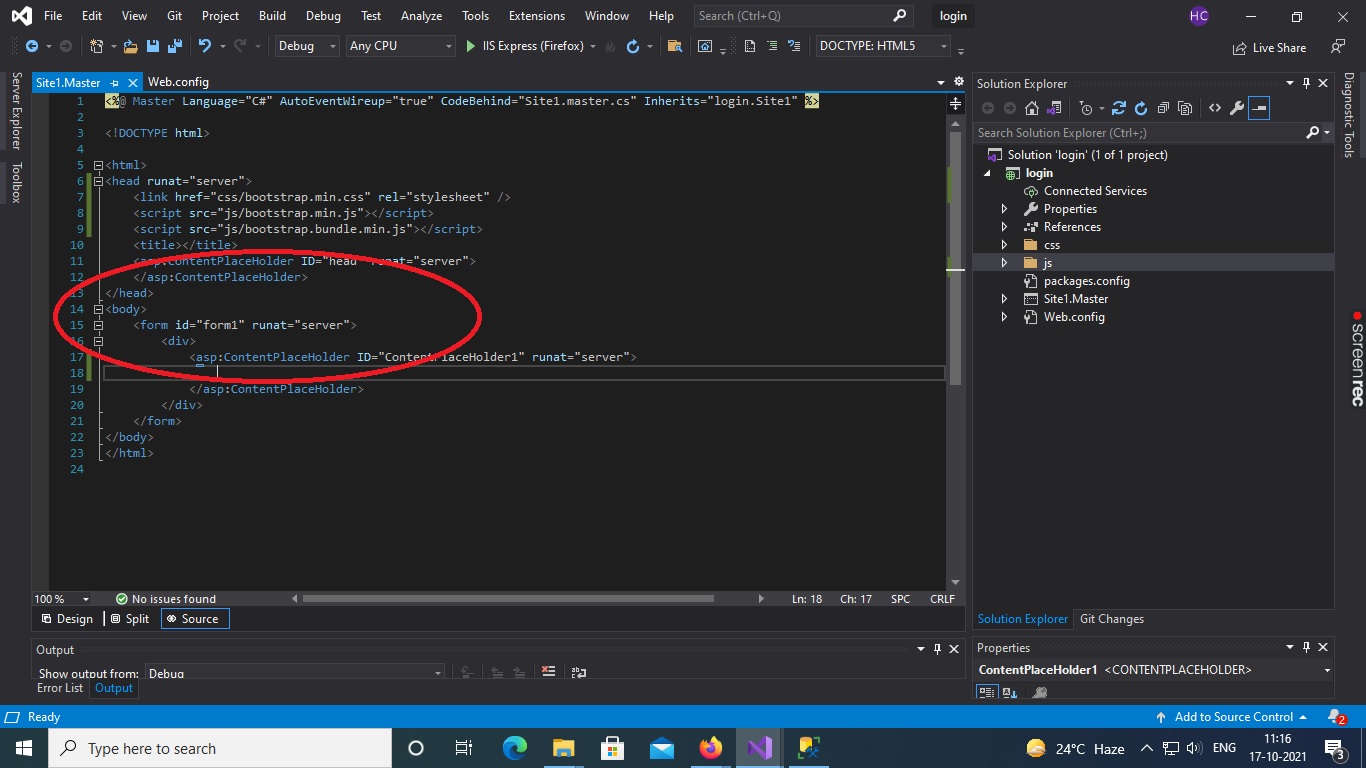 File Edit View Git Project Build Debug Test Analyze Tools Extensions Window Help Search (Ctrl+Q) login HC
Debug Any CPU IIS Express (Firefox) DOCTYPE: HTML5 Live Share
Server Explorer
Toolbox
Site1.Master Web.config
1 <%@ Master Language="C#" AutoEventWireup="true" CodeBehind="Site1.master.cs" Inherits="login.Site1" %>
2
3 <!DOCTYPE html>
4
5 <html>
6 <head runat="server">
7 <link href="css/bootstrap.min.css" rel="stylesheet" />
8 <script src="js/bootstrap.min.js"></script>
9 <script src="js/bootstrap.bundle.min.js"></script>
10 <title></title>
11 <asp:ContentPlaceHolder ID="head" runat="server">
12 </asp:ContentPlaceHolder>
13 </head>
14 <body>
15 <form id="form1" runat="server">
16 <div>
17 <asp:ContentPlaceHolder ID="ContentPlaceHolder1" runat="server">
18
19 </asp:ContentPlaceHolder>
20 </div>
21 </form>
22 </body>
23 </html>
24
100 % No issues found Ln: 18 Ch: 17 SPC CRLF
Design Split Source
Output
Show output from: Debug
Error List Output
Solution Explorer
Search Solution Explorer (Ctrl+;)
Solution 'login' (1 of 1 project)
login
Connected Services
Properties
References
css
js
packages.config
Site1.Master
Web.config
Solution Explorer Git Changes
Properties
ContentPlaceHolder1 <CONTENTPLACEHOLDER>
Diagnostic Tools
screenrec
Ready Add to Source Control 2
Type here to search 24°C Haze ENG 11:16
17-10-2021 3